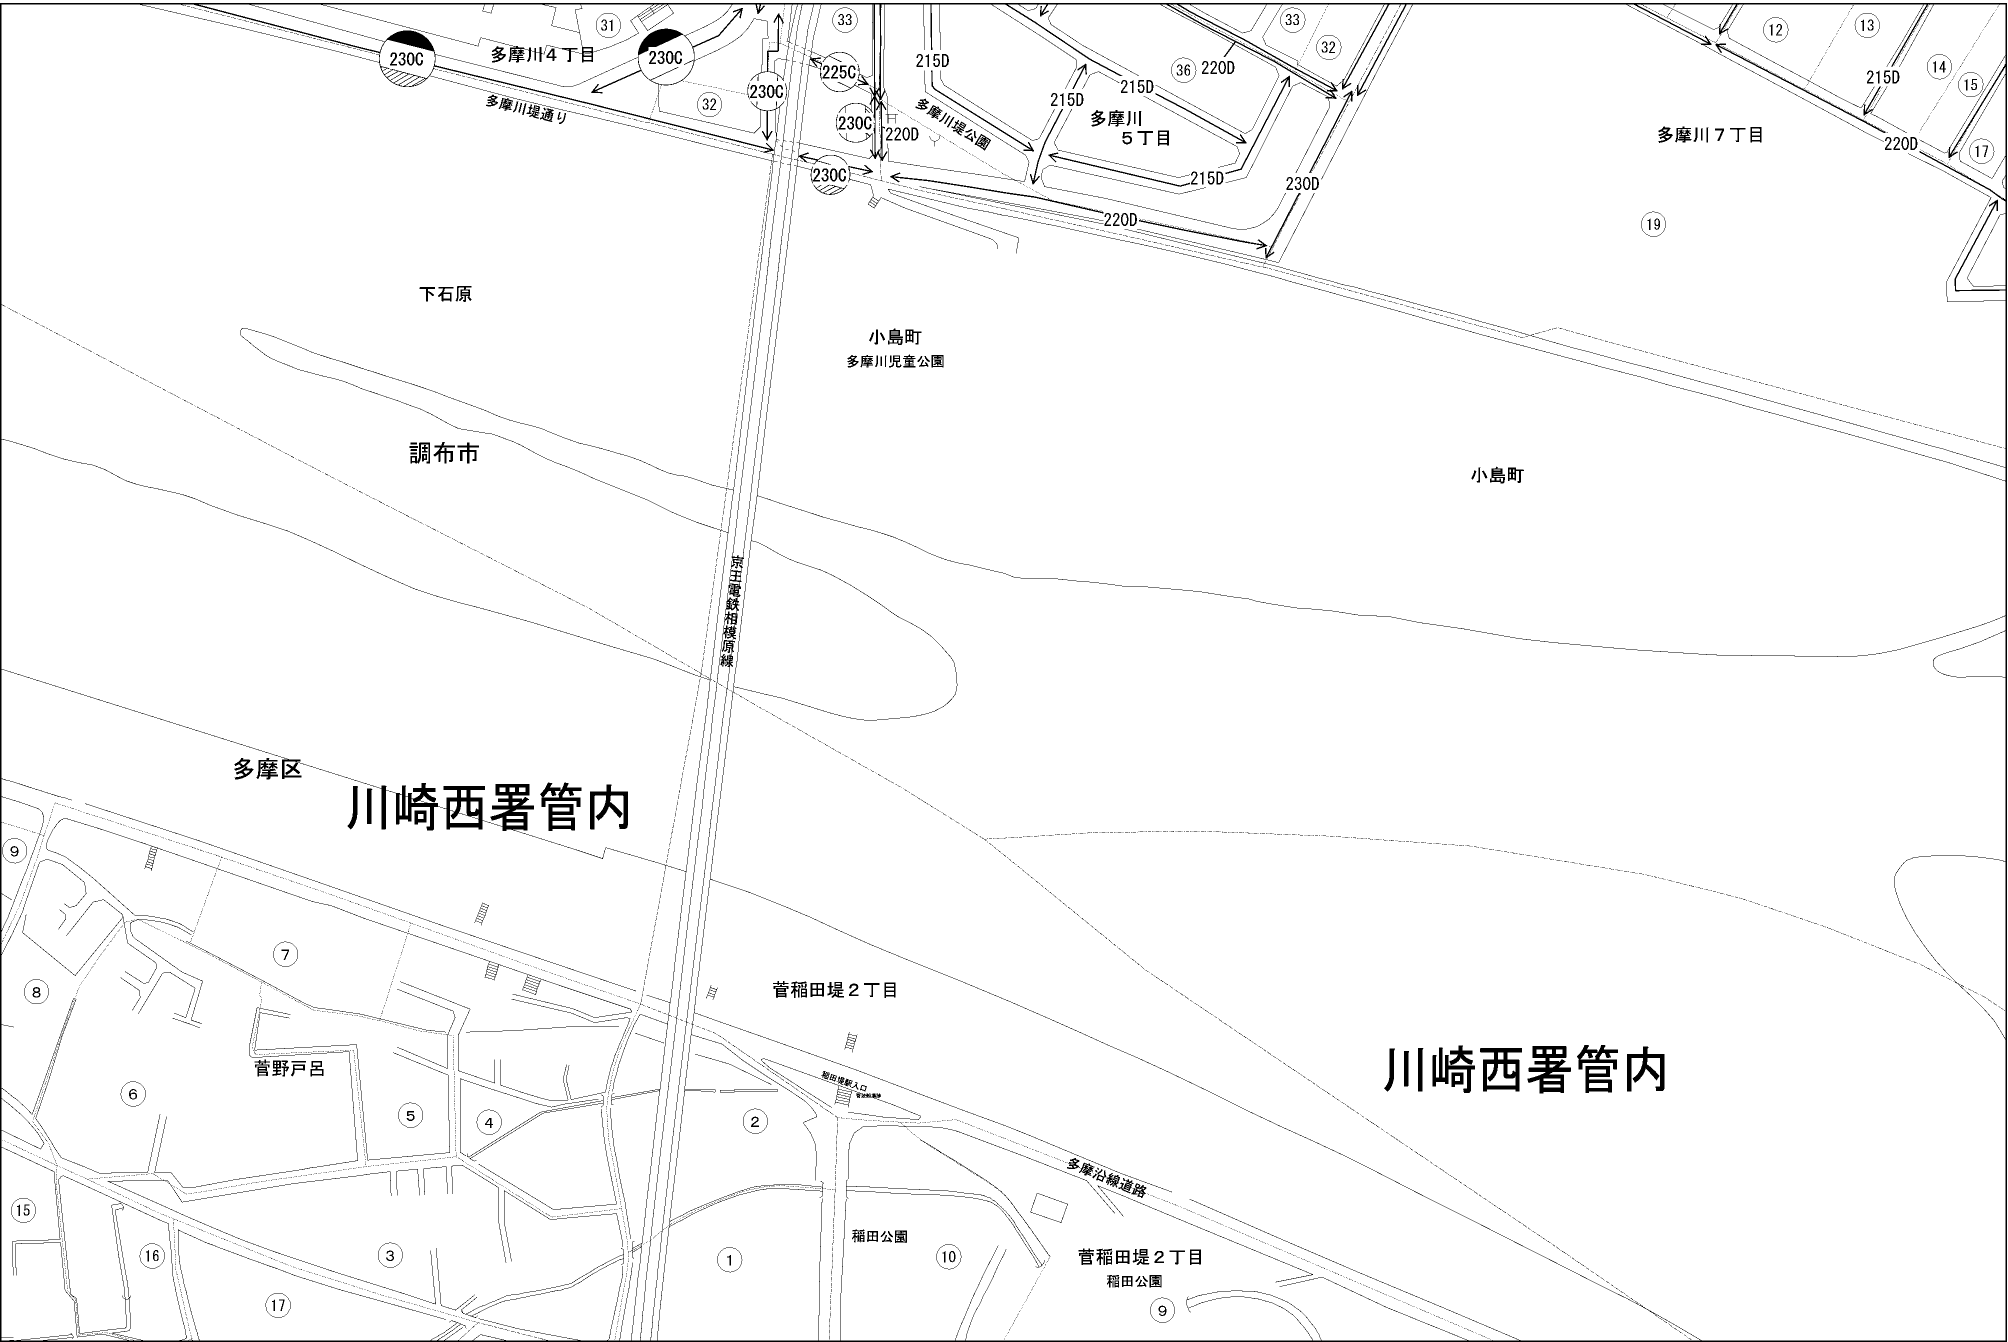 31
33
33
32
12
13
230C
多摩川４丁目
230C
225C
215D
36
220D
14
215D
15
230C
215D
215D
32
多摩川堤通り
230C
220D
多摩川堤公園
多摩川
５丁目
多摩川７丁目
220D
17
230C
215D
230D
220D
19
下石原
小島町
多摩川児童公園
調布市
小島町
京王電鉄相模原線
多摩区
川崎西署管内
9
7
8
菅稲田堤２丁目
川崎西署管内
菅野戸呂
稲田堤駅入口
6
5
4
2
多摩沿線道路
15
16
3
1
稲田公園
10
菅稲田堤２丁目
稲田公園
17
9